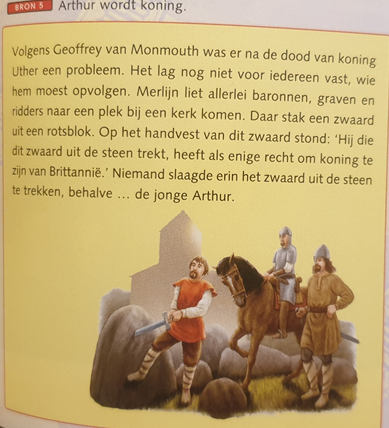 BRON 5 Arthur wordt koning.
Volgens Geoffrey van Monmouth was er na de dood van koning
Uther een probleem. Het lag nog niet voor iedereen vast, wie
hem moest opvolgen. Merlijn liet allerlei baronnen, graven en
ridders naar een plek bij een kerk komen. Daar stak een zwaard
uit een rotsblok. Op het handvest van dit zwaard stond: 'Hij die
dit zwaard uit de steen trekt, heeft als enige recht om koning te
zijn van Brittannië.' Niemand slaagde erin het zwaard uit de steen
te trekken, behalve … de jonge Arthur.